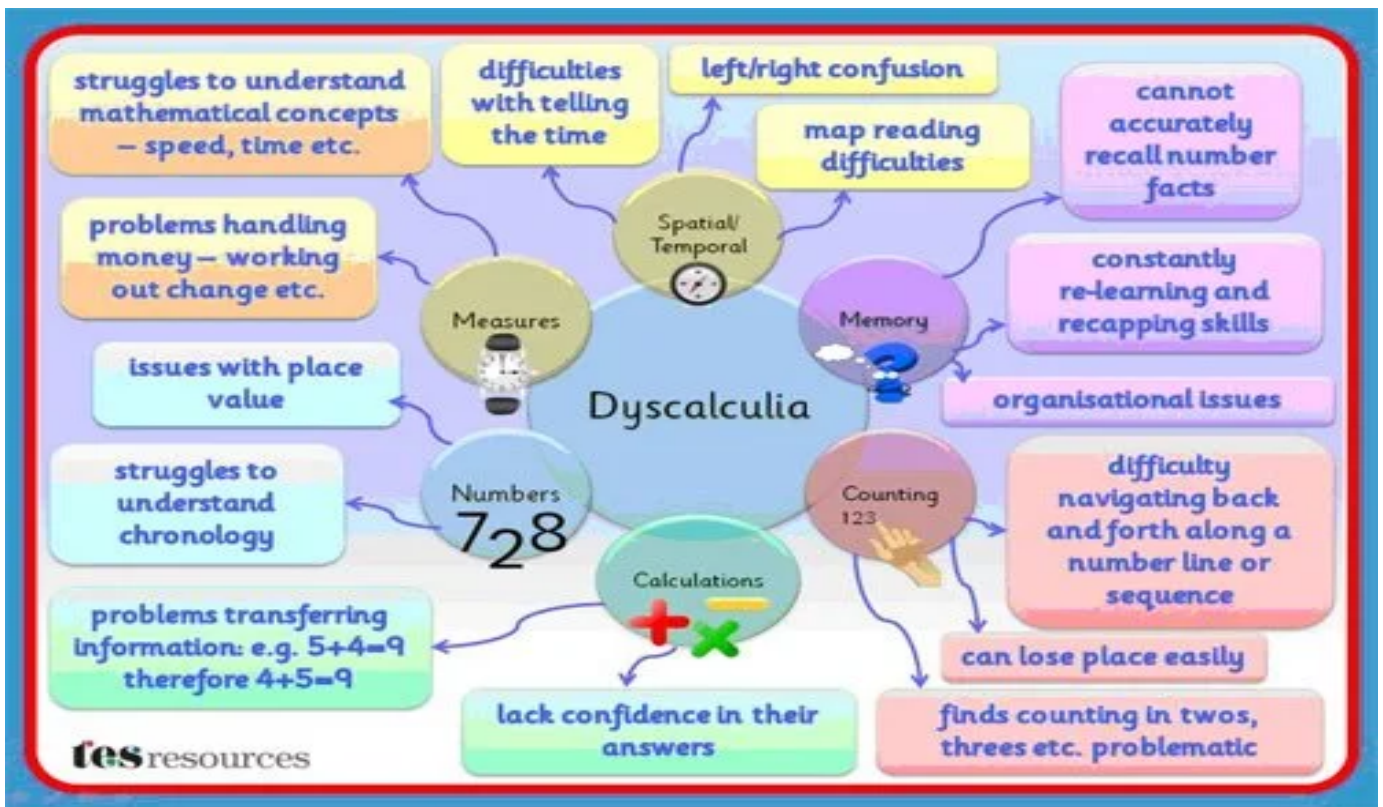 struggles to understand
mathematical concepts
– speed, time etc.
difficulties
with telling
the time
left/right confusion
map reading
difficulties
cannot
accurately
recall number
facts
Spatial/
Temporal
problems handling
money – working
out change etc.
Measures
Memory
constantly
re-learning and
recapping skills
issues with place
value
Dyscalculia
organisational issues
struggles to
understand
chronology
Numbers
728
Counting
123
difficulty
navigating back
and forth along a
number line or
sequence
Calculations
problems transferring
information: e.g. 5+4=9
therefore 4+5=9
can lose place easily
lack confidence in their
answers
finds counting in twos,
threes etc. problematic
tes resources